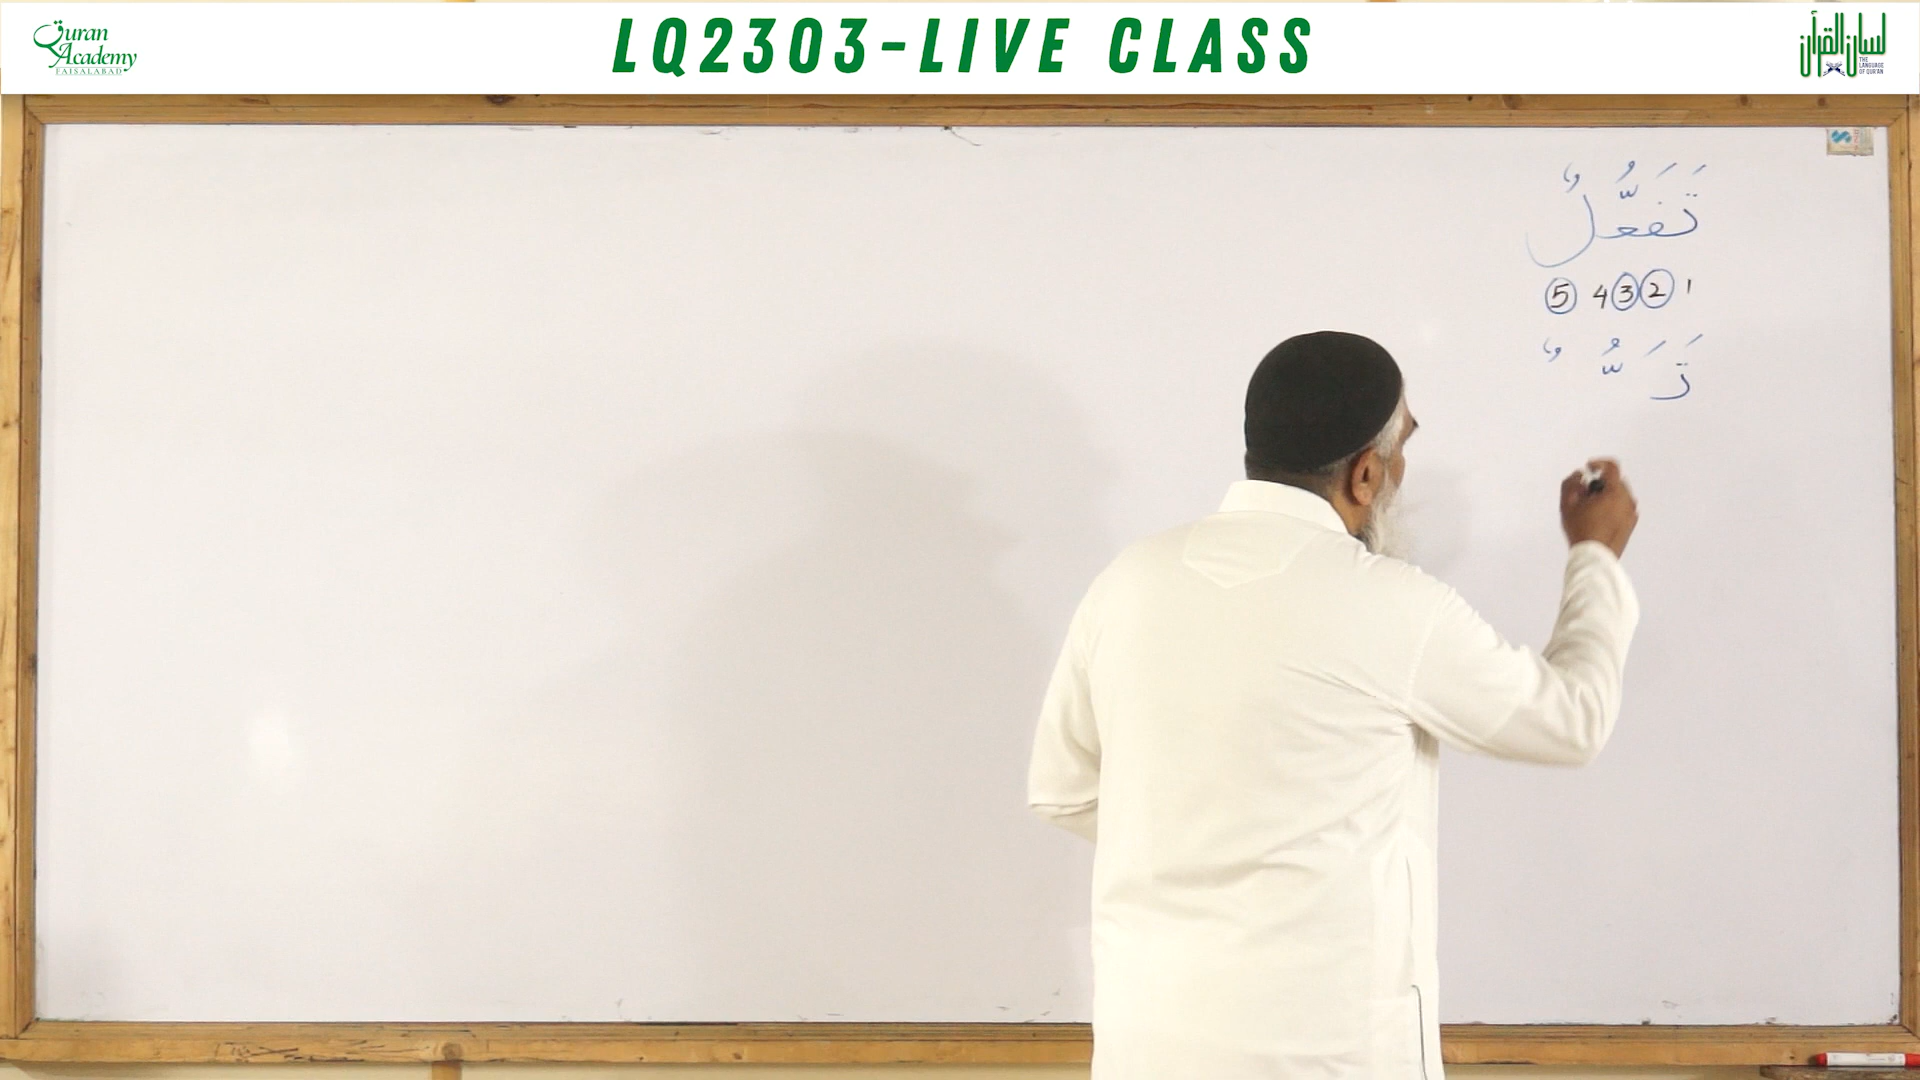 Quran Academy
FAISALABAD
LQ2303-LIVE CLASS
لسان القرآن
THE LANGUAGE OF QUR'AN
تَفَعُّلٌ
5 4 3 2 1